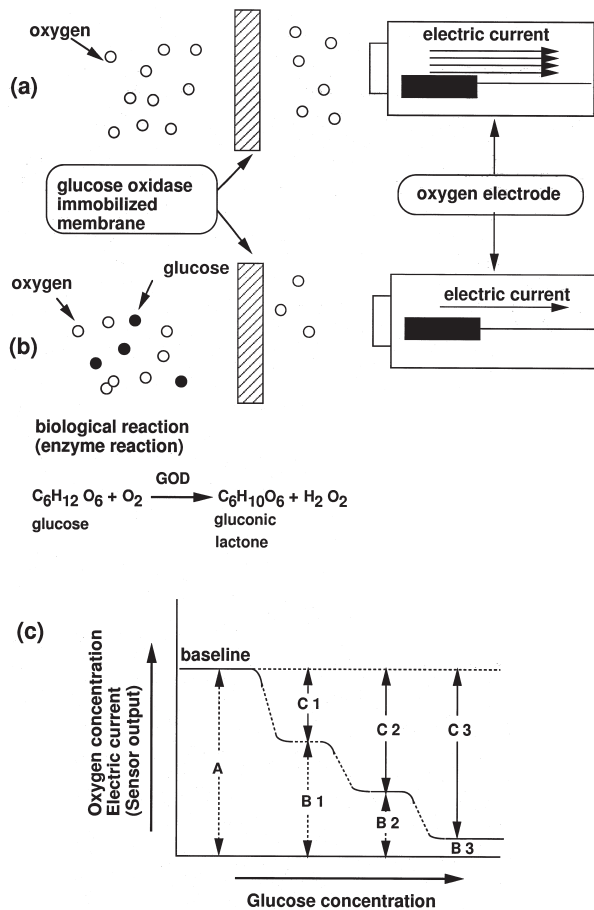 oxygen
electric current
(a)
glucose oxidase
immobilized
membrane
oxygen electrode
oxygen
glucose
electric current
(b)
biological reaction
(enzyme reaction)
GOD
C6H12 O6 + O2
C6H10O6 + H2 O2
glucose
gluconic
lactone
(c)
baseline
Oxygen concentration
Electric current
(Sensor output)
C 1
C 2
C 3
A
B 1
B 2
B 3
Glucose concentration